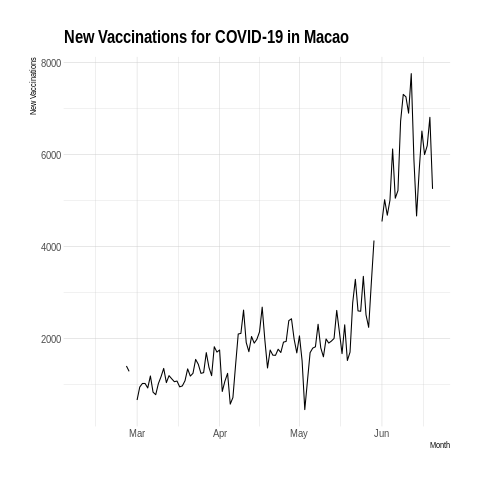 New Vaccinations for COVID-19 in Macao
New Vaccinations
8000
6000
4000
2000
Mar Apr May Jun
Month